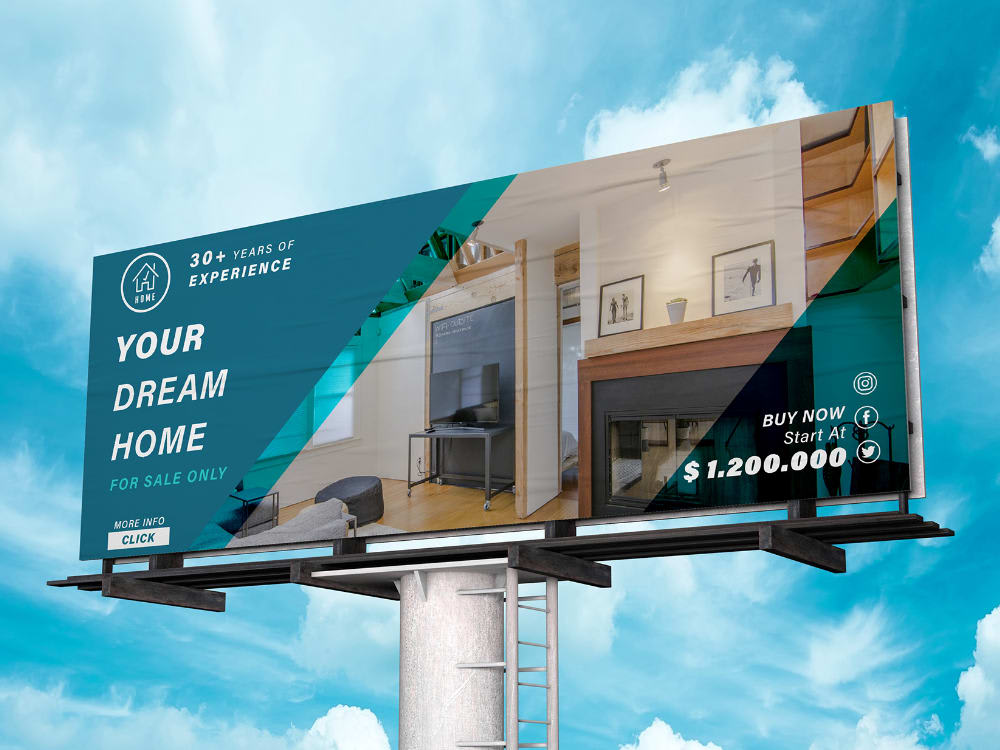 HOME
30+ YEARS OF
EXPERIENCE
YOUR
DREAM
HOME
FOR SALE ONLY
MORE INFO
CLICK
BUY NOW
Start At
$ 1.200.000